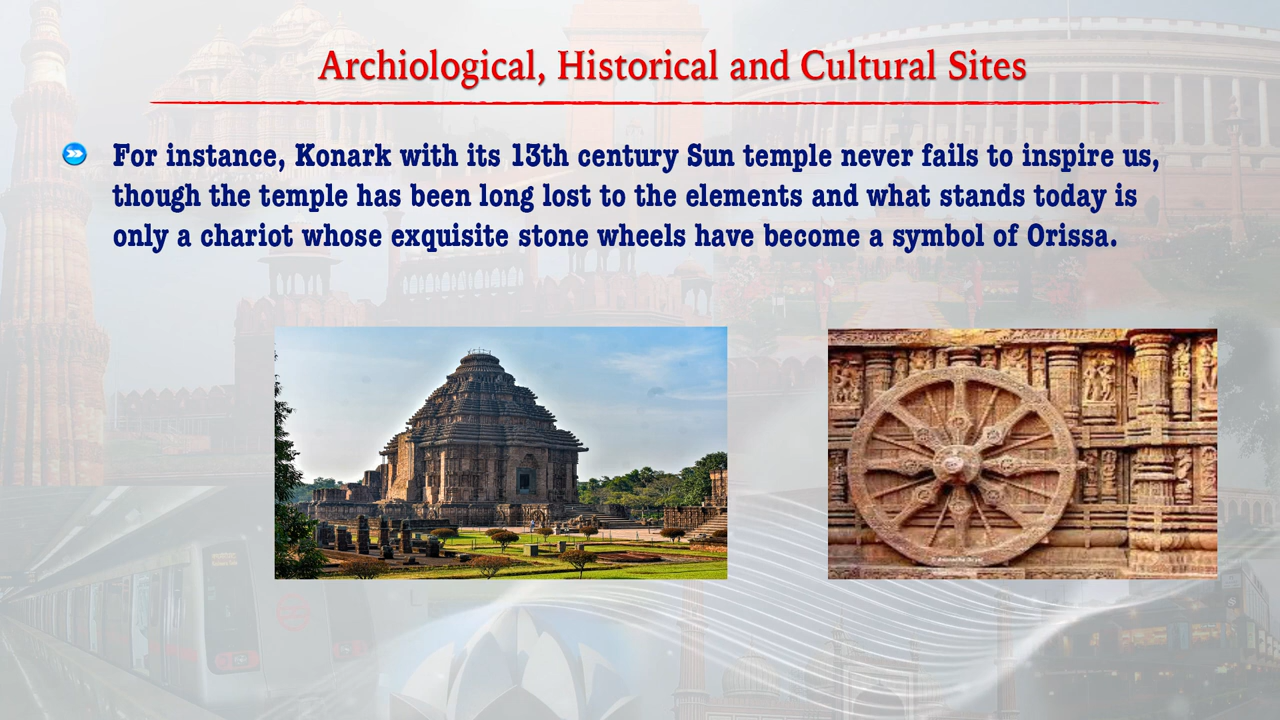 Archiological, Historical and Cultural Sites
For instance, Konark with its 13th century Sun temple never fails to inspire us,
though the temple has been long lost to the elements and what stands today is
only a chariot whose exquisite stone wheels have become a symbol of Orissa.